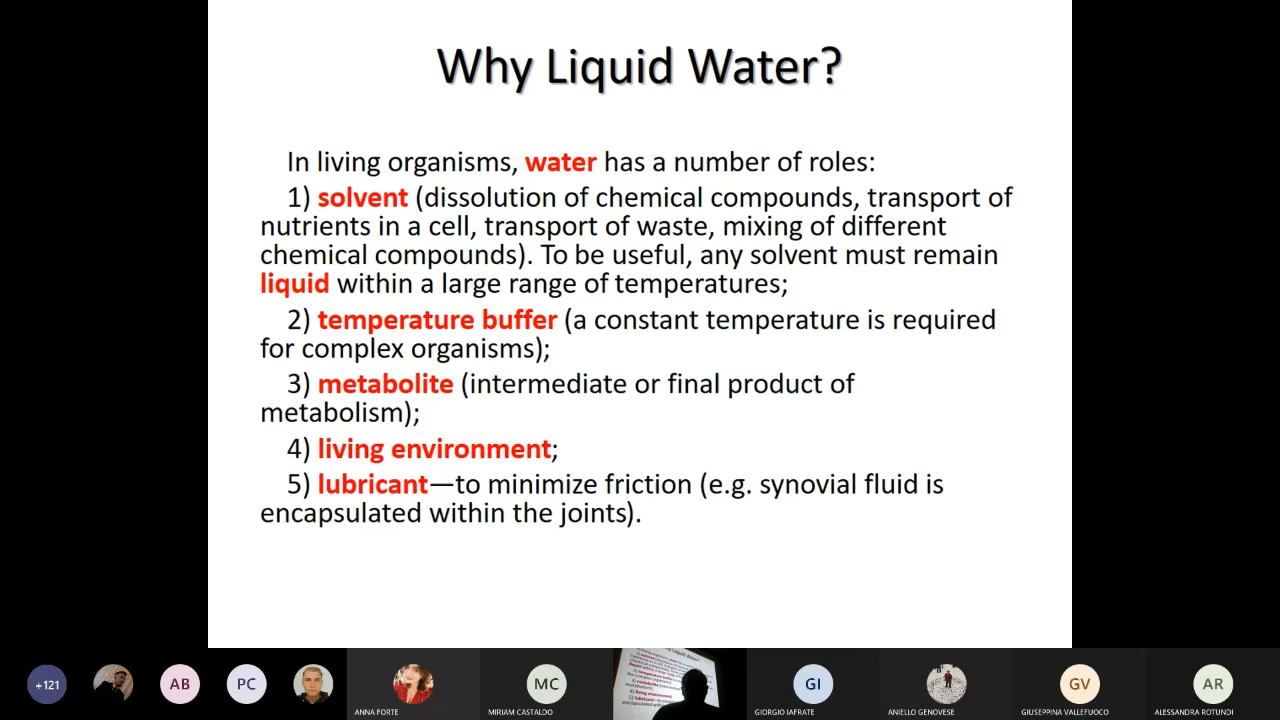 Why Liquid Water?
In living organisms, water has a number of roles:
1) solvent (dissolution of chemical compounds, transport of
nutrients in a cell, transport of waste, mixing of different
chemical compounds). To be useful, any solvent must remain
liquid within a large range of temperatures;
2) temperature buffer (a constant temperature is required
for complex organisms);
3) metabolite (intermediate or final product of
metabolism);
4) living environment;
5) lubricant—to minimize friction (e.g. synovial fluid is
encapsulated within the joints).
+121
AB
PC
ANNA FORTE
MC
MIRIAM CASTALDO
GI
GIORGIO IAFRATE
ANIELLO GENOVESE
GV
GIUSEPPINA VALLEFUOCO
AR
ALESSANDRA ROTUNDI